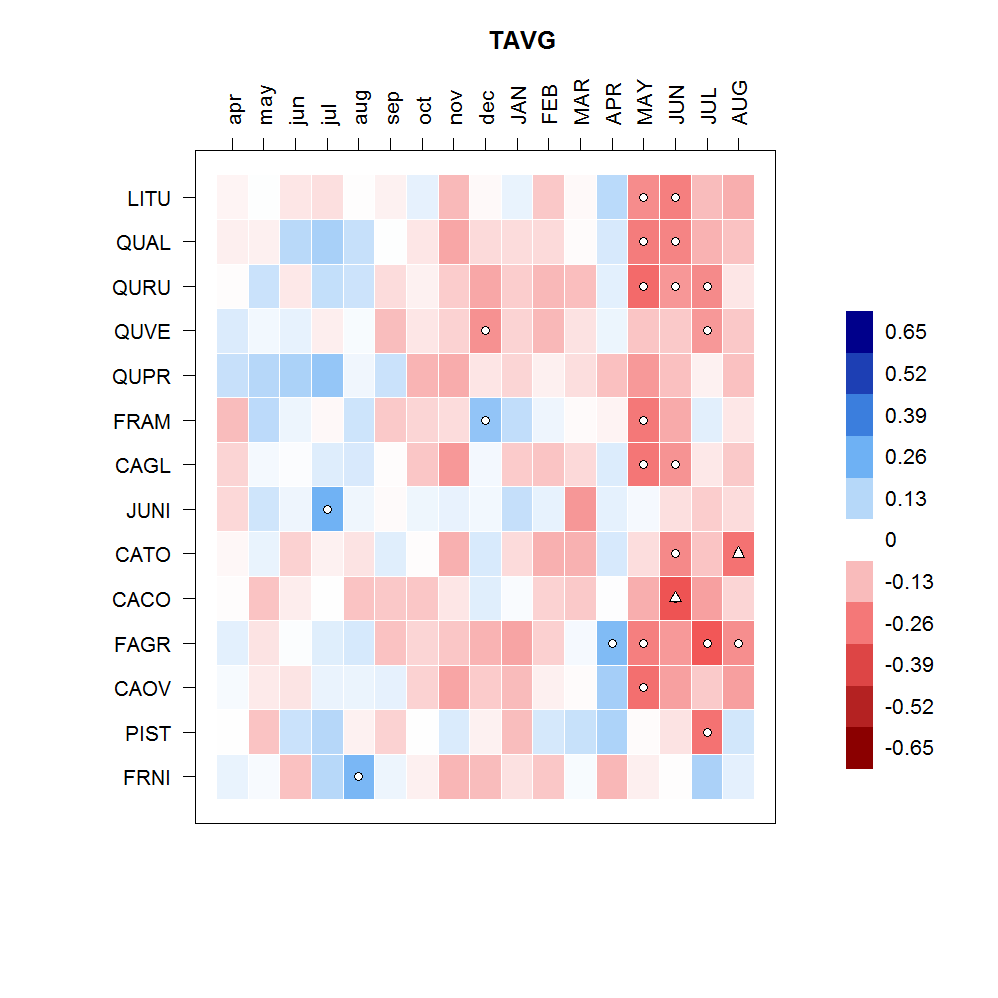 TAVG
apr may jun jul aug sep oct nov dec JAN FEB MAR APR MAY JUN JUL AUG
LITU
QUAL
QURU
QUVE
QUPR
FRAM
CAGL
JUNI
CATO
CACO
FAGR
CAOV
PIST
FRNI
0.65
0.52
0.39
0.26
0.13
0
-0.13
-0.26
-0.39
-0.52
-0.65